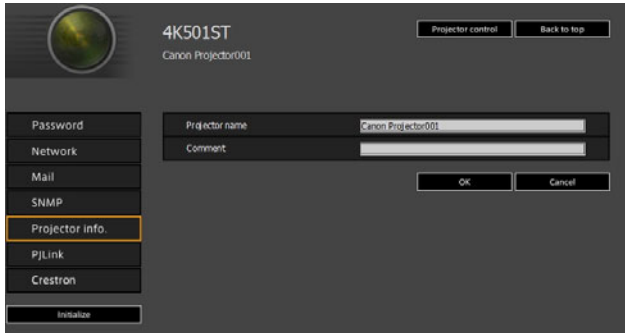 4K501ST
Canon Projector001
Projector control
Back to top
Password
Network
Mail
SNMP
Projector info.
PJLink
Crestron
Initialize
Projector name
Canon Projector001
Comment
OK
Cancel